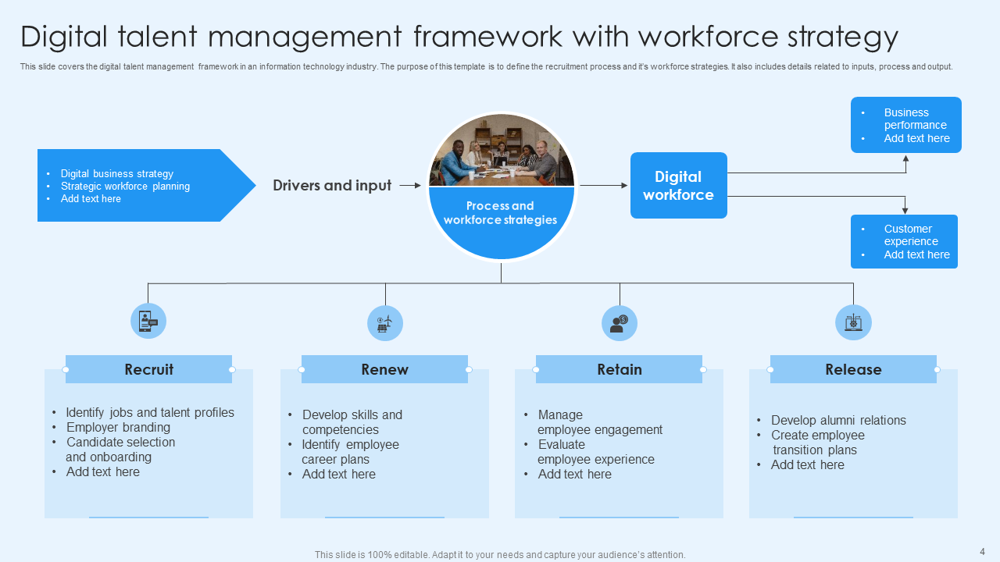 Digital talent management framework with workforce strategy
This slide covers the digital talent management framework in an information technology industry. The purpose of this template is to define the recruitment process and it's workforce strategies. It also includes details related to inputs, process and output.
• Digital business strategy
• Strategic workforce planning
• Add text here
Drivers and input
Process and
workforce strategies
Digital
workforce
• Business
performance
• Add text here
• Customer
experience
• Add text here
Recruit
• Identify jobs and talent profiles
• Employer branding
• Candidate selection
and onboarding
• Add text here
Renew
• Develop skills and
competencies
• Identify employee
career plans
• Add text here
Retain
• Manage
employee engagement
• Evaluate
employee experience
• Add text here
Release
• Develop alumni relations
• Create employee
transition plans
• Add text here
This slide is 100% editable. Adapt it to your needs and capture your audience's attention.
4